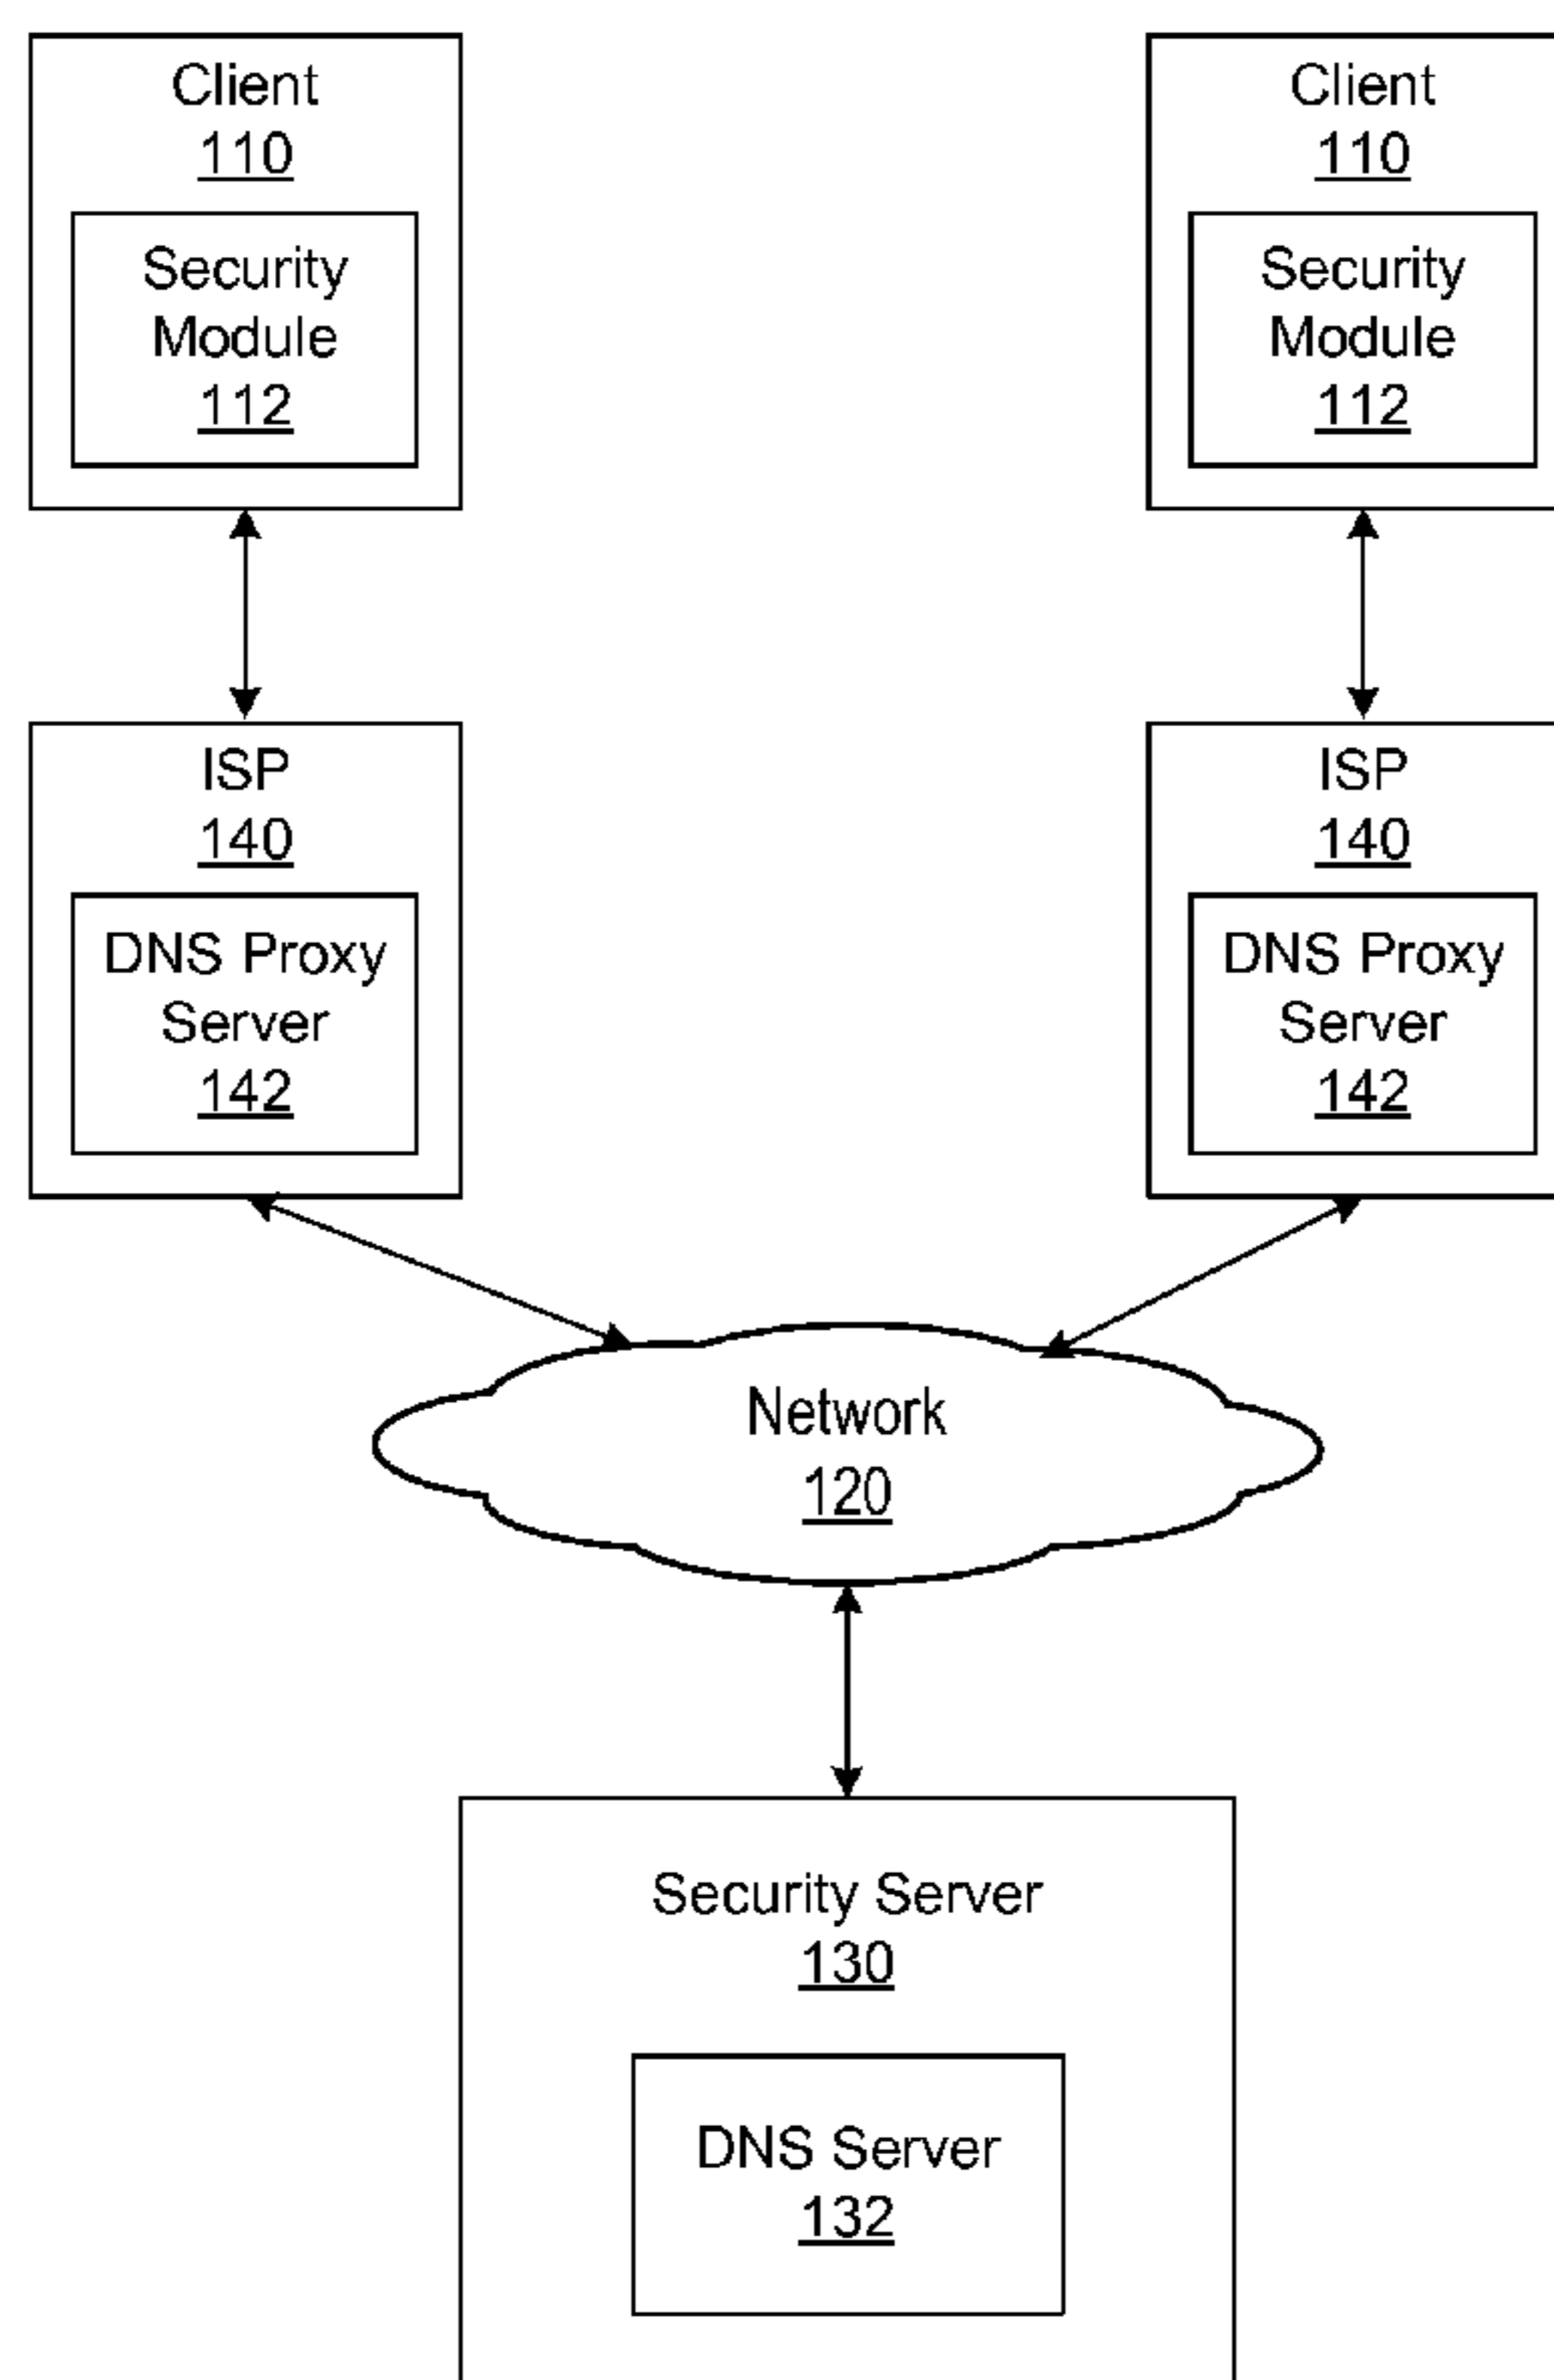 Client
110
Security
Module
112
Client
110
Security
Module
112
ISP
140
DNS Proxy
Server
142
ISP
140
DNS Proxy
Server
142
Network
120
Security Server
130
DNS Server
132